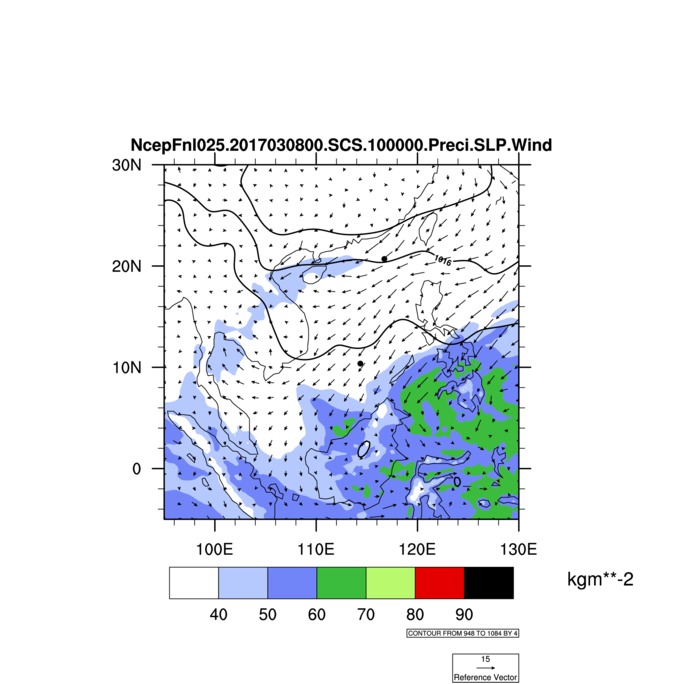 NcepFnl025.2017030800.SCS.100000.Preci.SLP.Wind
30N
1016
20N
10N
0
100E 110E 120E 130E
kgm**-2
40 50 60 70 80 90
CONTOUR FROM 948 TO 1084 BY 4
15
Reference Vector